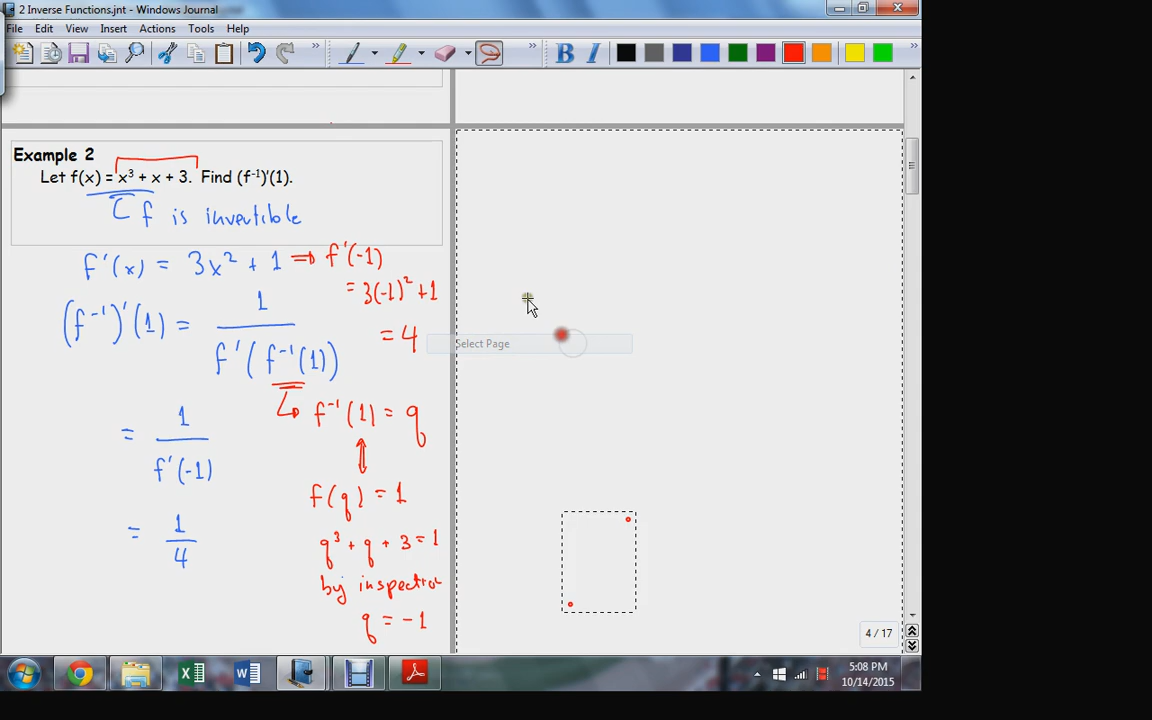 2 Inverse Functions.jnt - Windows Journal
File Edit View Insert Actions Tools Help
Example 2
Let f(x) = x³ + x + 3. Find (f⁻¹)'(1).
f is invertible
f'(x) = 3x² + 1 ⇒ f'(-1)
= 3(-1)² + 1
= 4
(f⁻¹)'(1) = 1 / f'(f⁻¹(1))
f⁻¹(1) = q
= 1 / f'(-1)
f(q) = 1
= 1/4
q³ + q + 3 = 1
by inspection
q = -1
Select Page
4 / 17
5:08 PM
10/14/2015